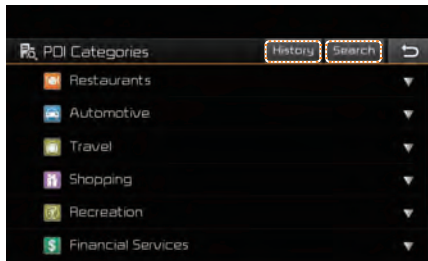 POI Categories History Search
Restaurants
Automotive
Travel
Shopping
Recreation
$ Financial Services